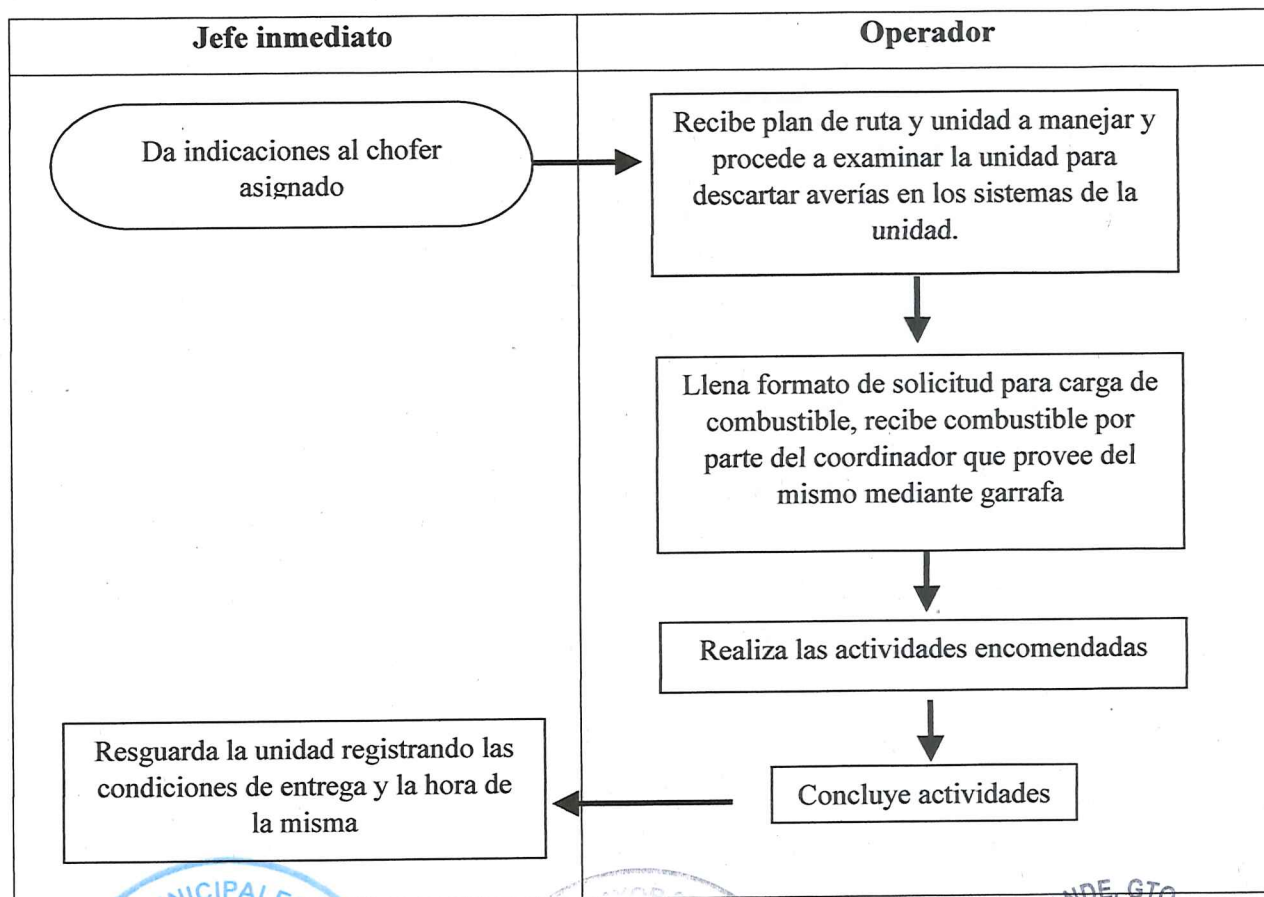 Jefe inmediato
Operador
Da indicaciones al chofer
asignado
Recibe plan de ruta y unidad a manejar y
procede a examinar la unidad para
descartar averías en los sistemas de la
unidad.
Llena formato de solicitud para carga de
combustible, recibe combustible por
parte del coordinador que provee del
mismo mediante garrafa
Realiza las actividades encomendadas
Concluye actividades
Resguarda la unidad registrando las
condiciones de entrega y la hora de
la misma
GTO